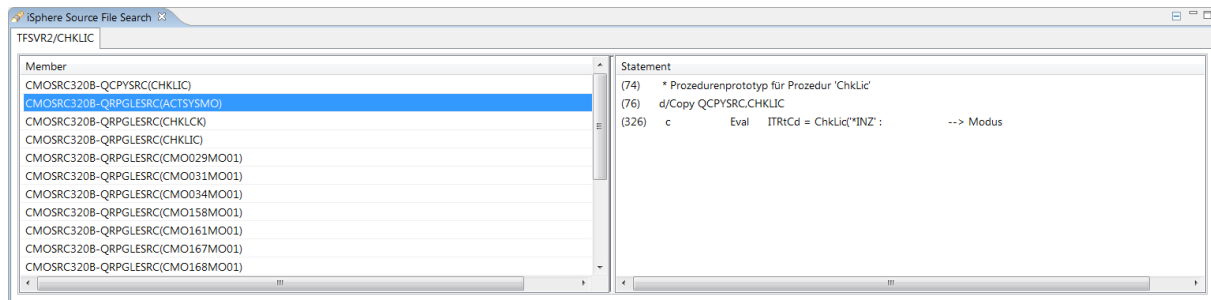 iSphere Source File Search
TFSVR2/CHKLIC
Member
CMOSRC320B-QCPYSRC(CHKLIC)
CMOSRC320B-QRPGLESRC(ACTSYSMO)
CMOSRC320B-QRPGLESRC(CHKLCK)
CMOSRC320B-QRPGLESRC(CHKLIC)
CMOSRC320B-QRPGLESRC(CMO029MO01)
CMOSRC320B-QRPGLESRC(CMO031MO01)
CMOSRC320B-QRPGLESRC(CMO034MO01)
CMOSRC320B-QRPGLESRC(CMO158MO01)
CMOSRC320B-QRPGLESRC(CMO161MO01)
CMOSRC320B-QRPGLESRC(CMO167MO01)
CMOSRC320B-QRPGLESRC(CMO168MO01)
Statement
(74) * Prozedurenprototyp für Prozedur 'ChkLic'
(76) d/Copy QCPYSRC,CHKLIC
(326) c Eval ITRtCd = ChkLic('*INZ' : --> Modus